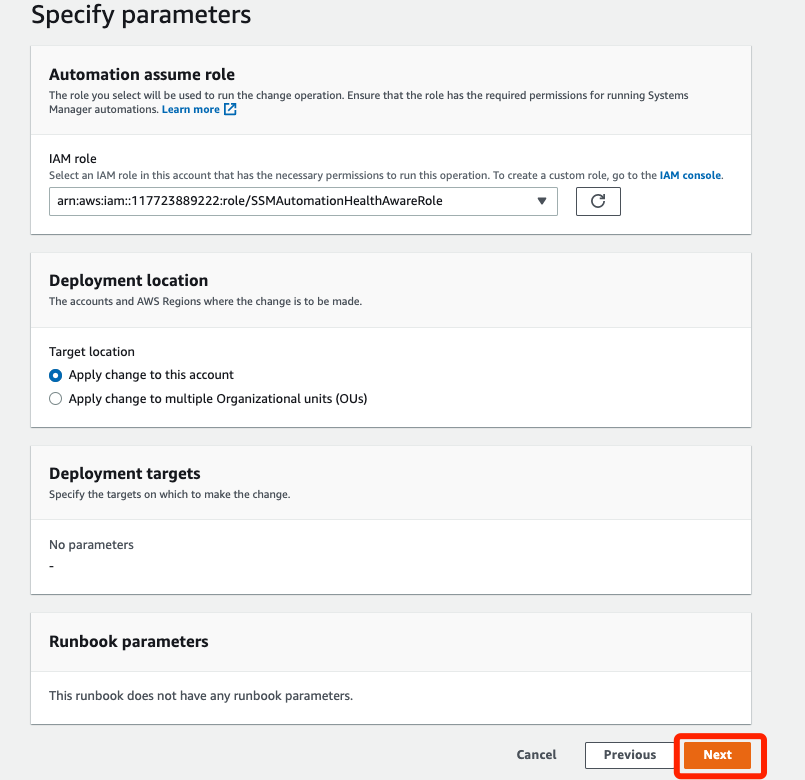 Specify parameters
Automation assume role
The role you select will be used to run the change operation. Ensure that the role has the required permissions for running Systems
Manager automations. Learn more
IAM role
Select an IAM role in this account that has the necessary permissions to run this operation. To create a custom role, go to the IAM console.
arn:aws:iam::117723889222:role/SSMAutomationHealthAwareRole
Deployment location
The accounts and AWS Regions where the change is to be made.
Target location
Apply change to this account
Apply change to multiple Organizational units (OUs)
Deployment targets
Specify the targets on which to make the change.
No parameters
-
Runbook parameters
This runbook does not have any runbook parameters.
Cancel Previous Next